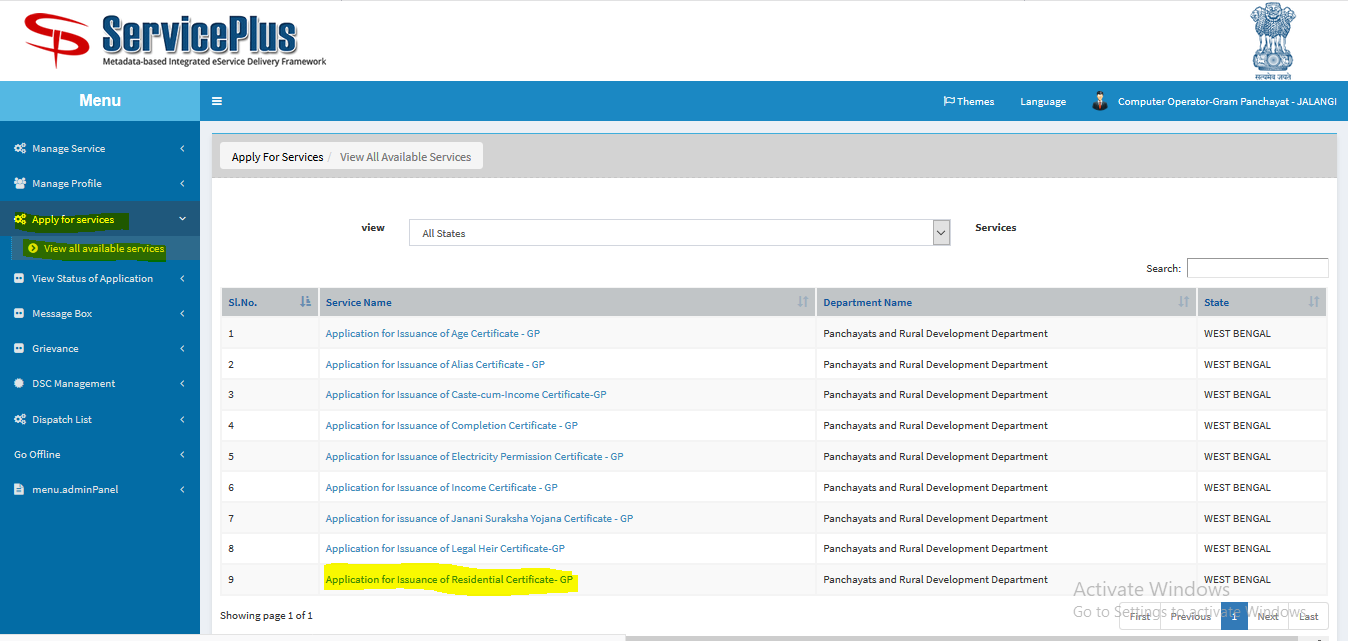 ServicePlus
Metadata-based Integrated eService Delivery Framework
सत्यमेव जयते
Menu
Themes Language Computer Operator-Gram Panchayat - JALANGI
Manage Service
Manage Profile
Apply for services
View all available services
View Status of Application
Message Box
Grievance
DSC Management
Dispatch List
Go Offline
menu.adminPanel
Apply For Services / View All Available Services
view All States Services
Search:
Sl.No. Service Name Department Name State
1 Application for Issuance of Age Certificate - GP Panchayats and Rural Development Department WEST BENGAL
2 Application for Issuance of Alias Certificate - GP Panchayats and Rural Development Department WEST BENGAL
3 Application for Issuance of Caste-cum-Income Certificate-GP Panchayats and Rural Development Department WEST BENGAL
4 Application for Issuance of Completion Certificate - GP Panchayats and Rural Development Department WEST BENGAL
5 Application for Issuance of Electricity Permission Certificate - GP Panchayats and Rural Development Department WEST BENGAL
6 Application for Issuance of Income Certificate - GP Panchayats and Rural Development Department WEST BENGAL
7 Application for issuance of Janani Suraksha Yojana Certificate - GP Panchayats and Rural Development Department WEST BENGAL
8 Application for Issuance of Legal Heir Certificate-GP Panchayats and Rural Development Department WEST BENGAL
9 Application for Issuance of Residential Certificate- GP Panchayats and Rural Development Department WEST BENGAL
Activate Windows
Go to Settings to activate Windows.
Showing page 1 of 1
First Previous 1 Next Last